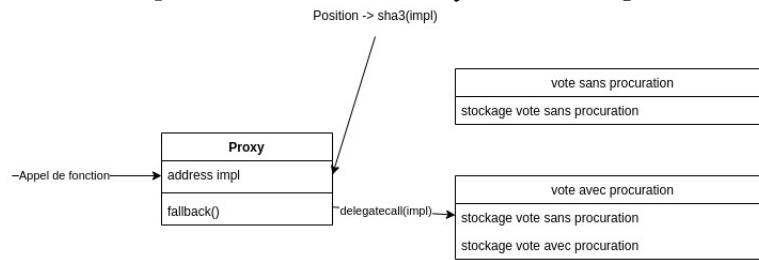 Position -> sha3(impl)
vote sans procuration
stockage vote sans procuration
Proxy
Appel de fonction
address impl
fallback()
delegatecall(impl)
vote avec procuration
stockage vote sans procuration
stockage vote avec procuration